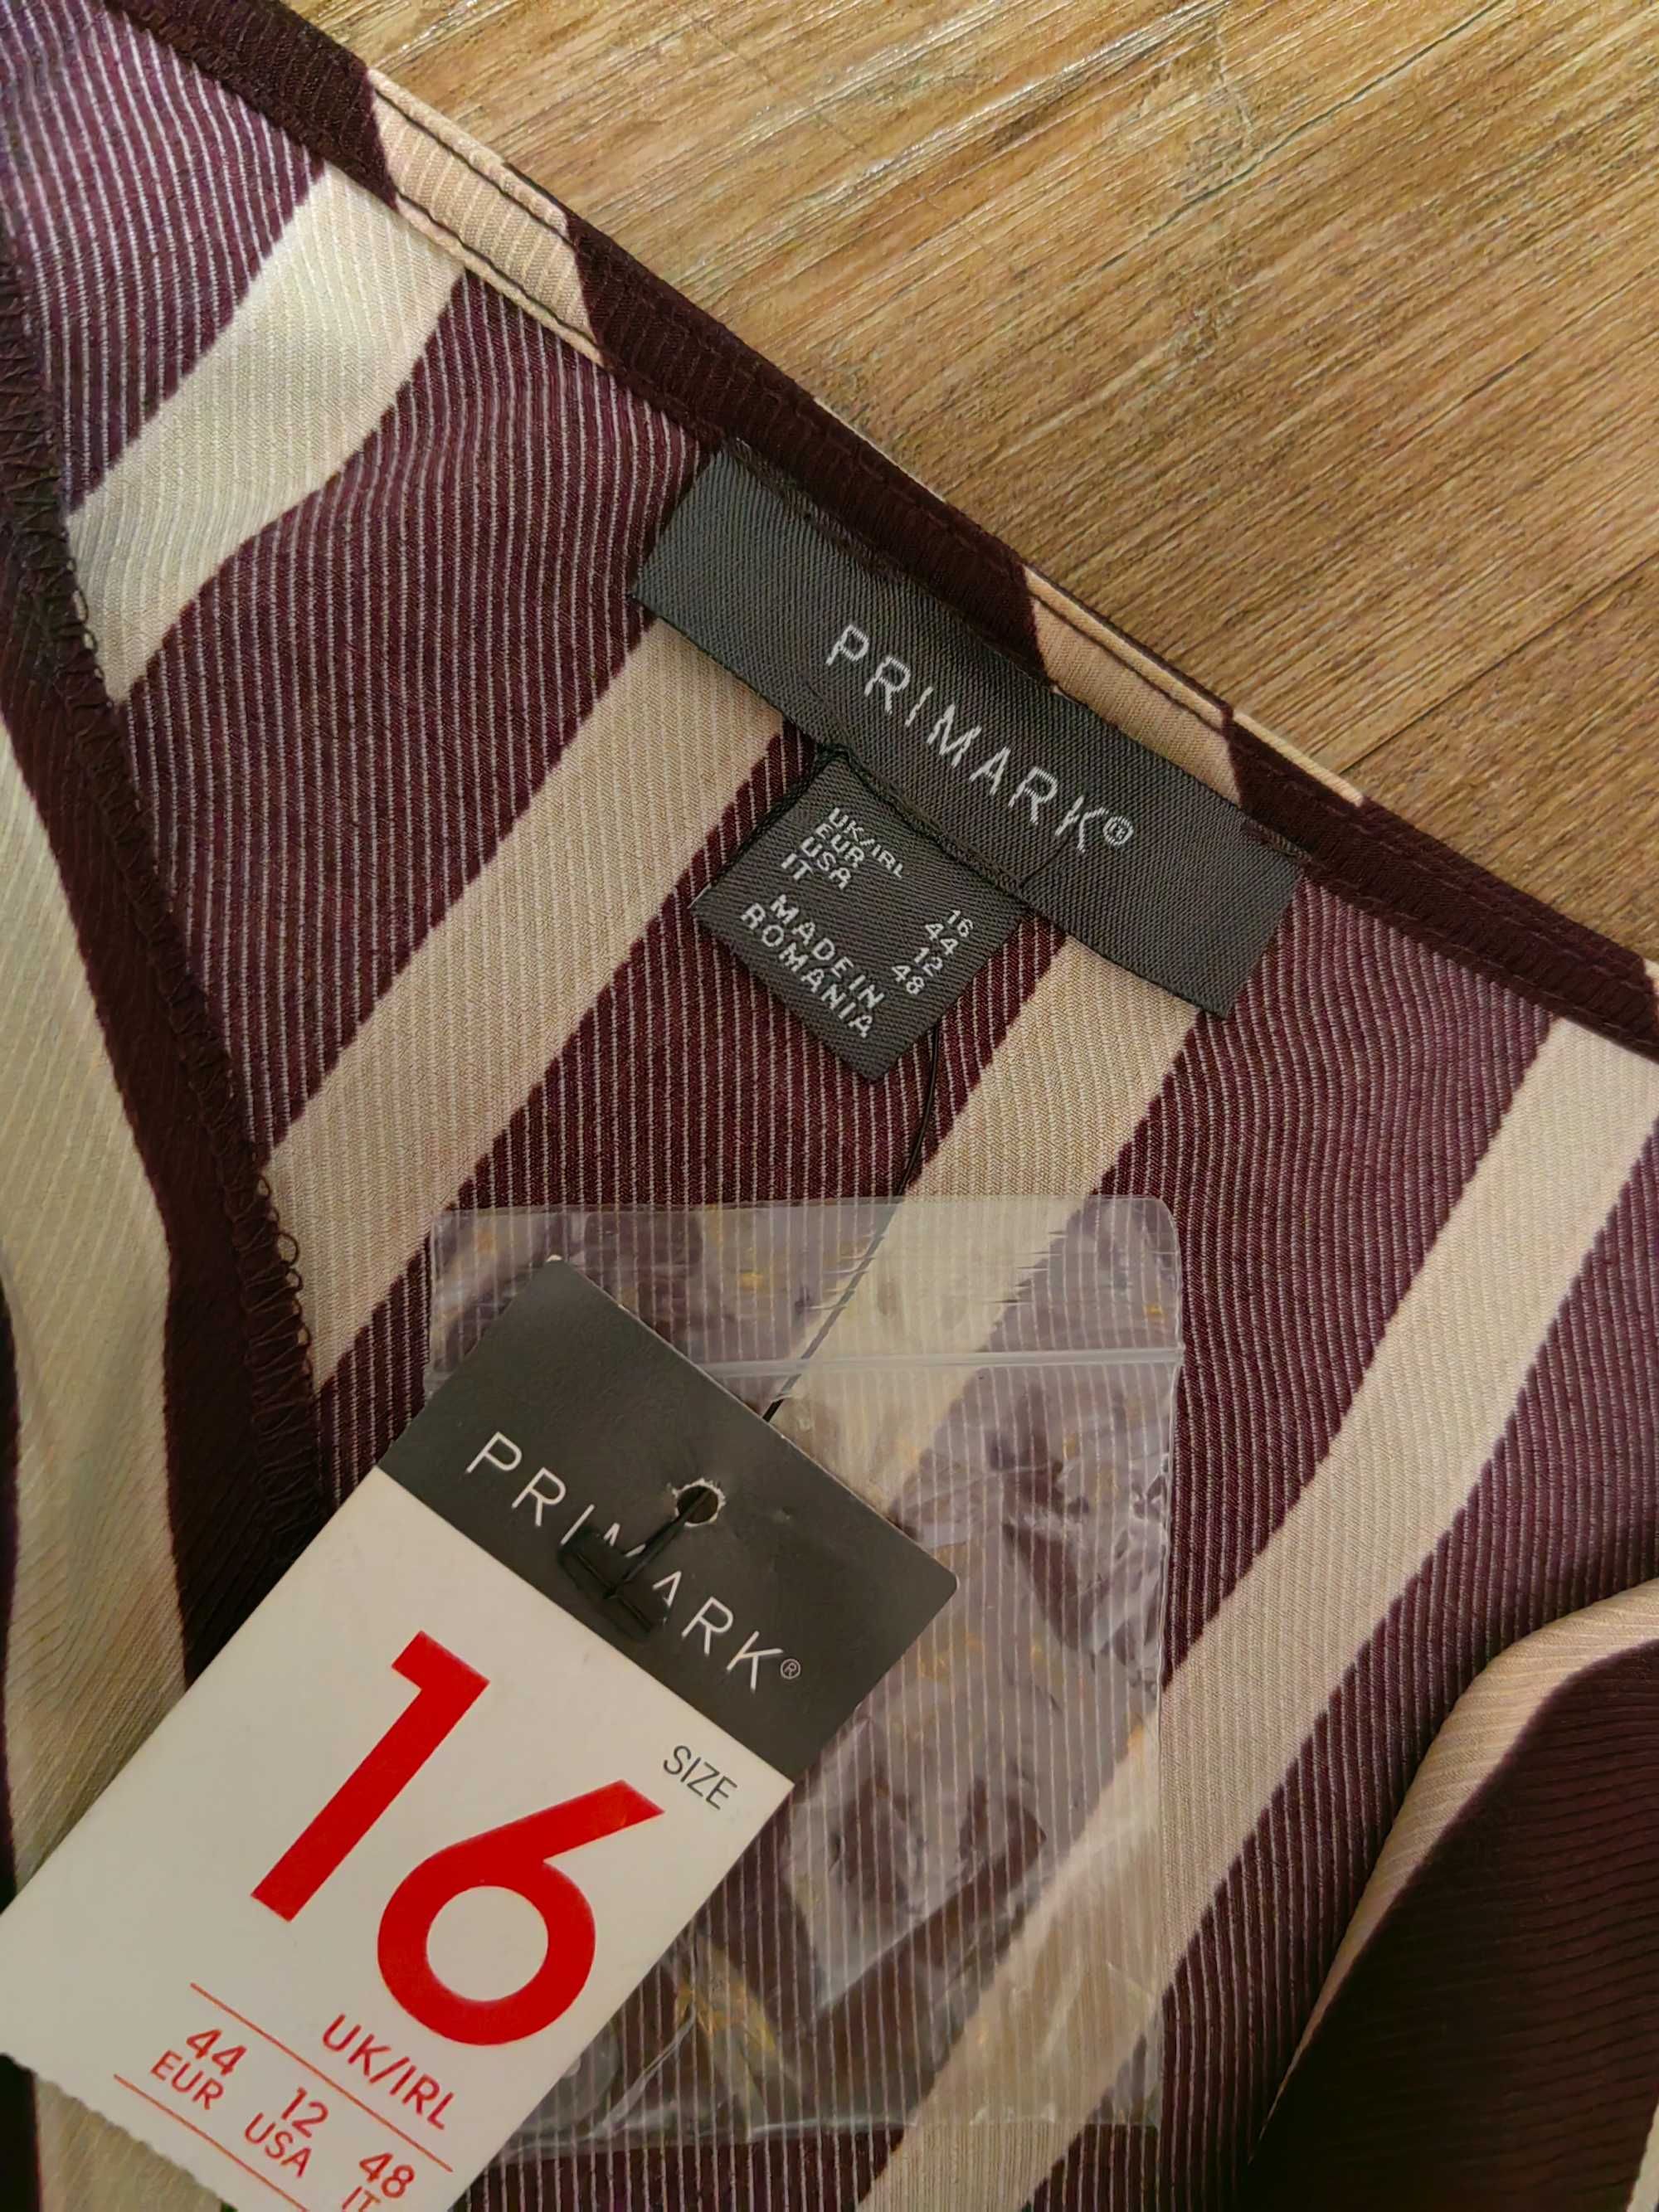 PRIMARK®
UK/IRL 16
EUR 44
USA 12
IT 48
MADE IN
ROMANIA
PRIMARK®
SIZE
16
UK/IRL
44 12 48
EUR USA IT